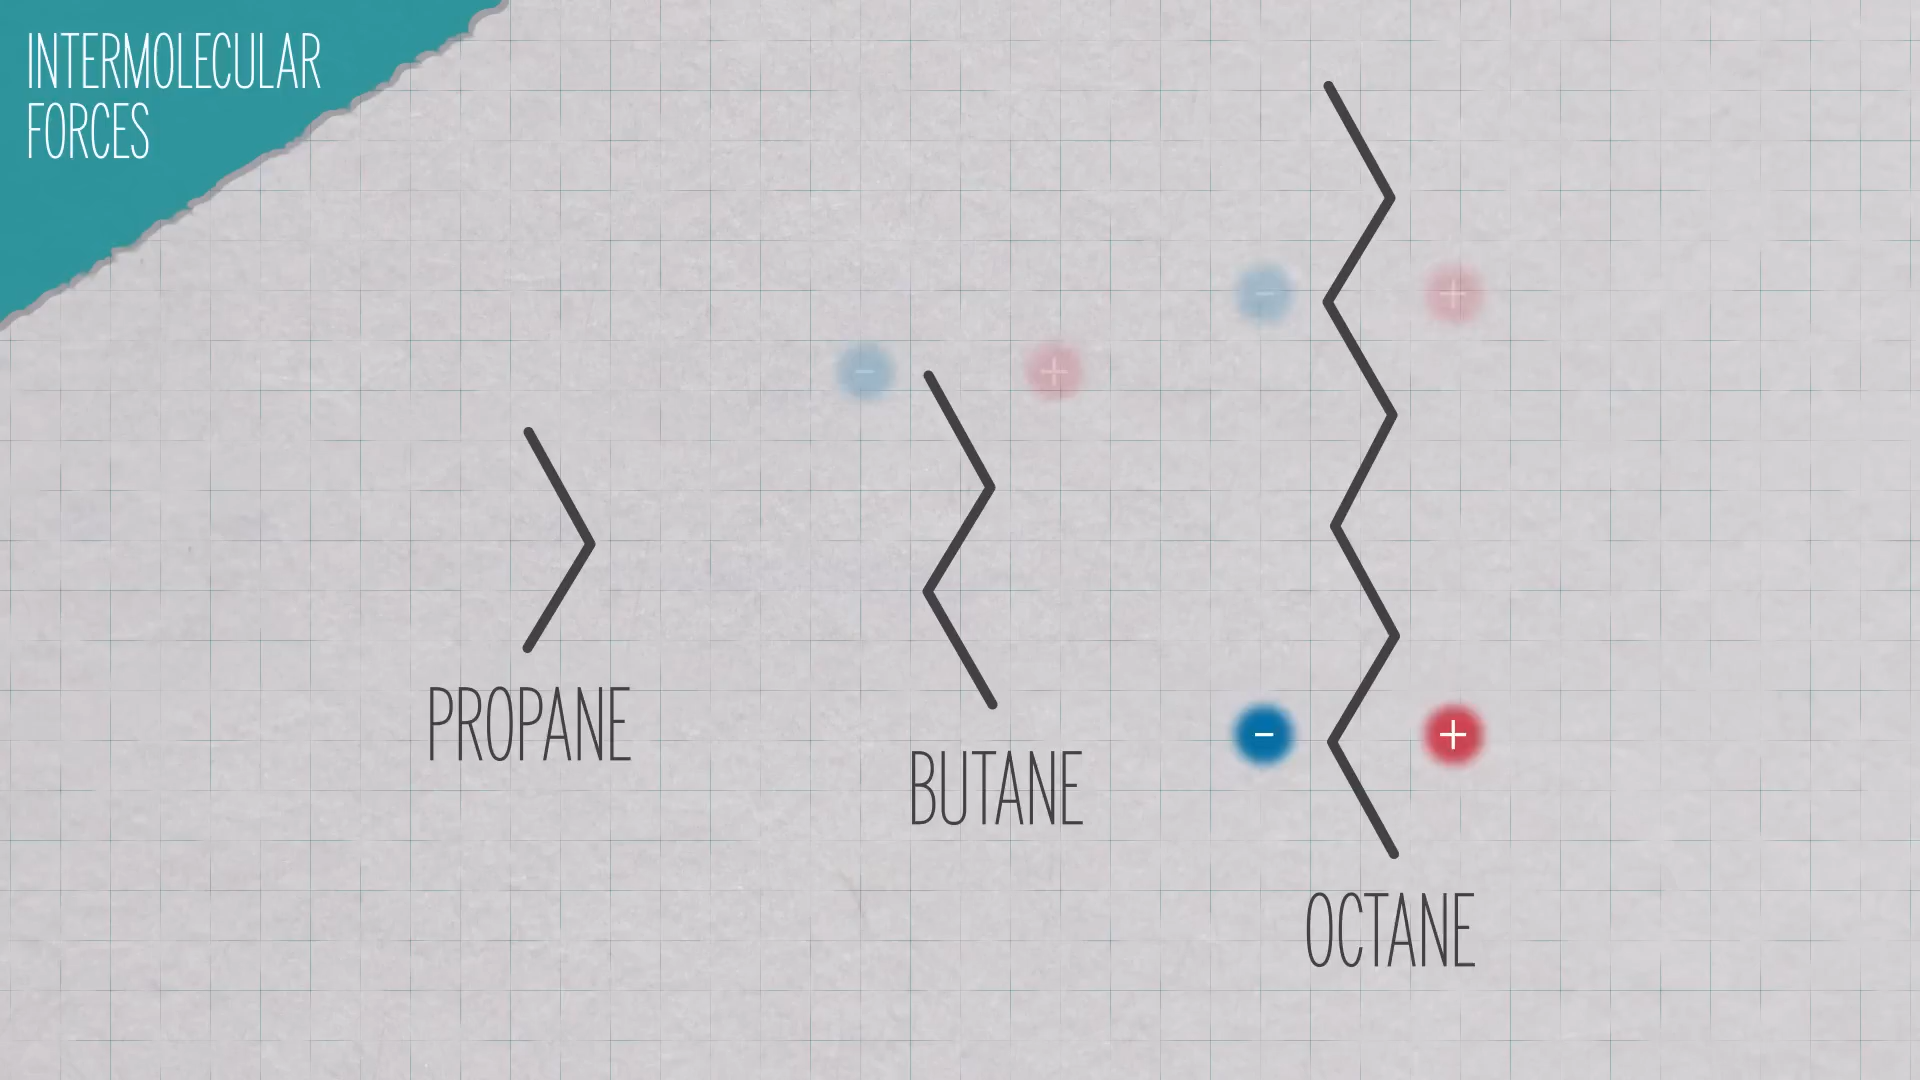 INTERMOLECULAR
FORCES
- +
- +
PROPANE
- +
BUTANE
OCTANE